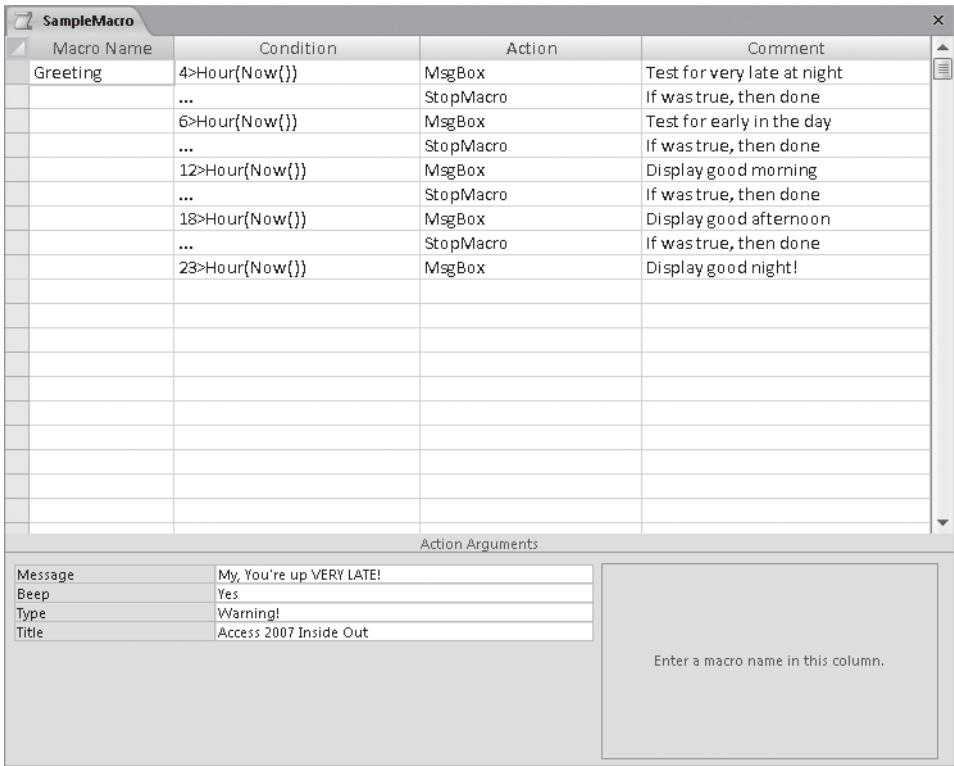 SampleMacro
Macro Name Condition Action Comment
Greeting 4>Hour(Now()) MsgBox Test for very late at night
... StopMacro If was true, then done
6>Hour(Now()) MsgBox Test for early in the day
... StopMacro If was true, then done
12>Hour(Now()) MsgBox Display good morning
... StopMacro If was true, then done
18>Hour(Now()) MsgBox Display good afternoon
... StopMacro If was true, then done
23>Hour(Now()) MsgBox Display good night!
Action Arguments
Message My, You're up VERY LATE!
Beep Yes
Type Warning!
Title Access 2007 Inside Out
Enter a macro name in this column.